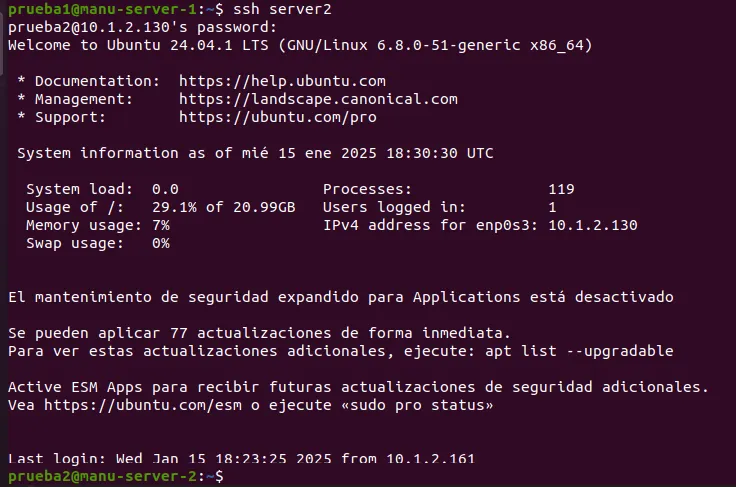 prueba1@manu-server-1:~$ ssh server2
prueba2@10.1.2.130's password:
Welcome to Ubuntu 24.04.1 LTS (GNU/Linux 6.8.0-51-generic x86_64)
* Documentation: https://help.ubuntu.com
* Management: https://landscape.canonical.com
* Support: https://ubuntu.com/pro
System information as of mié 15 ene 2025 18:30:30 UTC
System load: 0.0 Processes: 119
Usage of /: 29.1% of 20.99GB Users logged in: 1
Memory usage: 7% IPv4 address for enp0s3: 10.1.2.130
Swap usage: 0%
El mantenimiento de seguridad expandido para Applications está desactivado
Se pueden aplicar 77 actualizaciones de forma inmediata.
Para ver estas actualizaciones adicionales, ejecute: apt list --upgradable
Active ESM Apps para recibir futuras actualizaciones de seguridad adicionales.
Vea https://ubuntu.com/esm o ejecute «sudo pro status»
Last login: Wed Jan 15 18:23:25 2025 from 10.1.2.161
prueba2@manu-server-2:~$